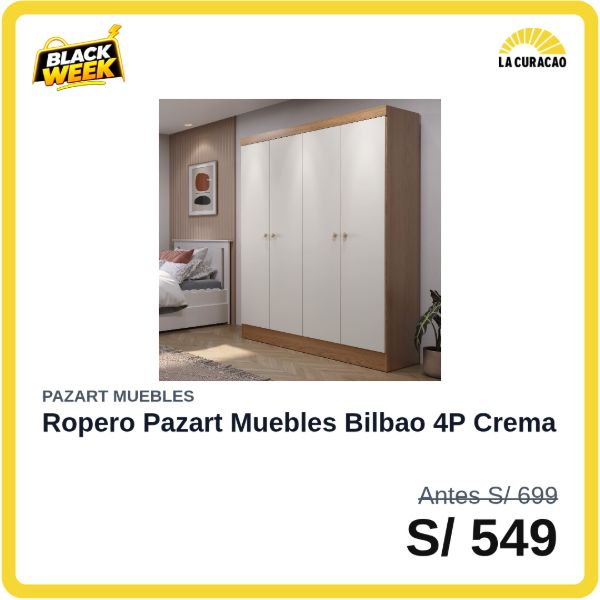 BLACK
WEEK
LA CURACAO
PAZART MUEBLES
Ropero Pazart Muebles Bilbao 4P Crema
Antes S/ 699
S/ 549